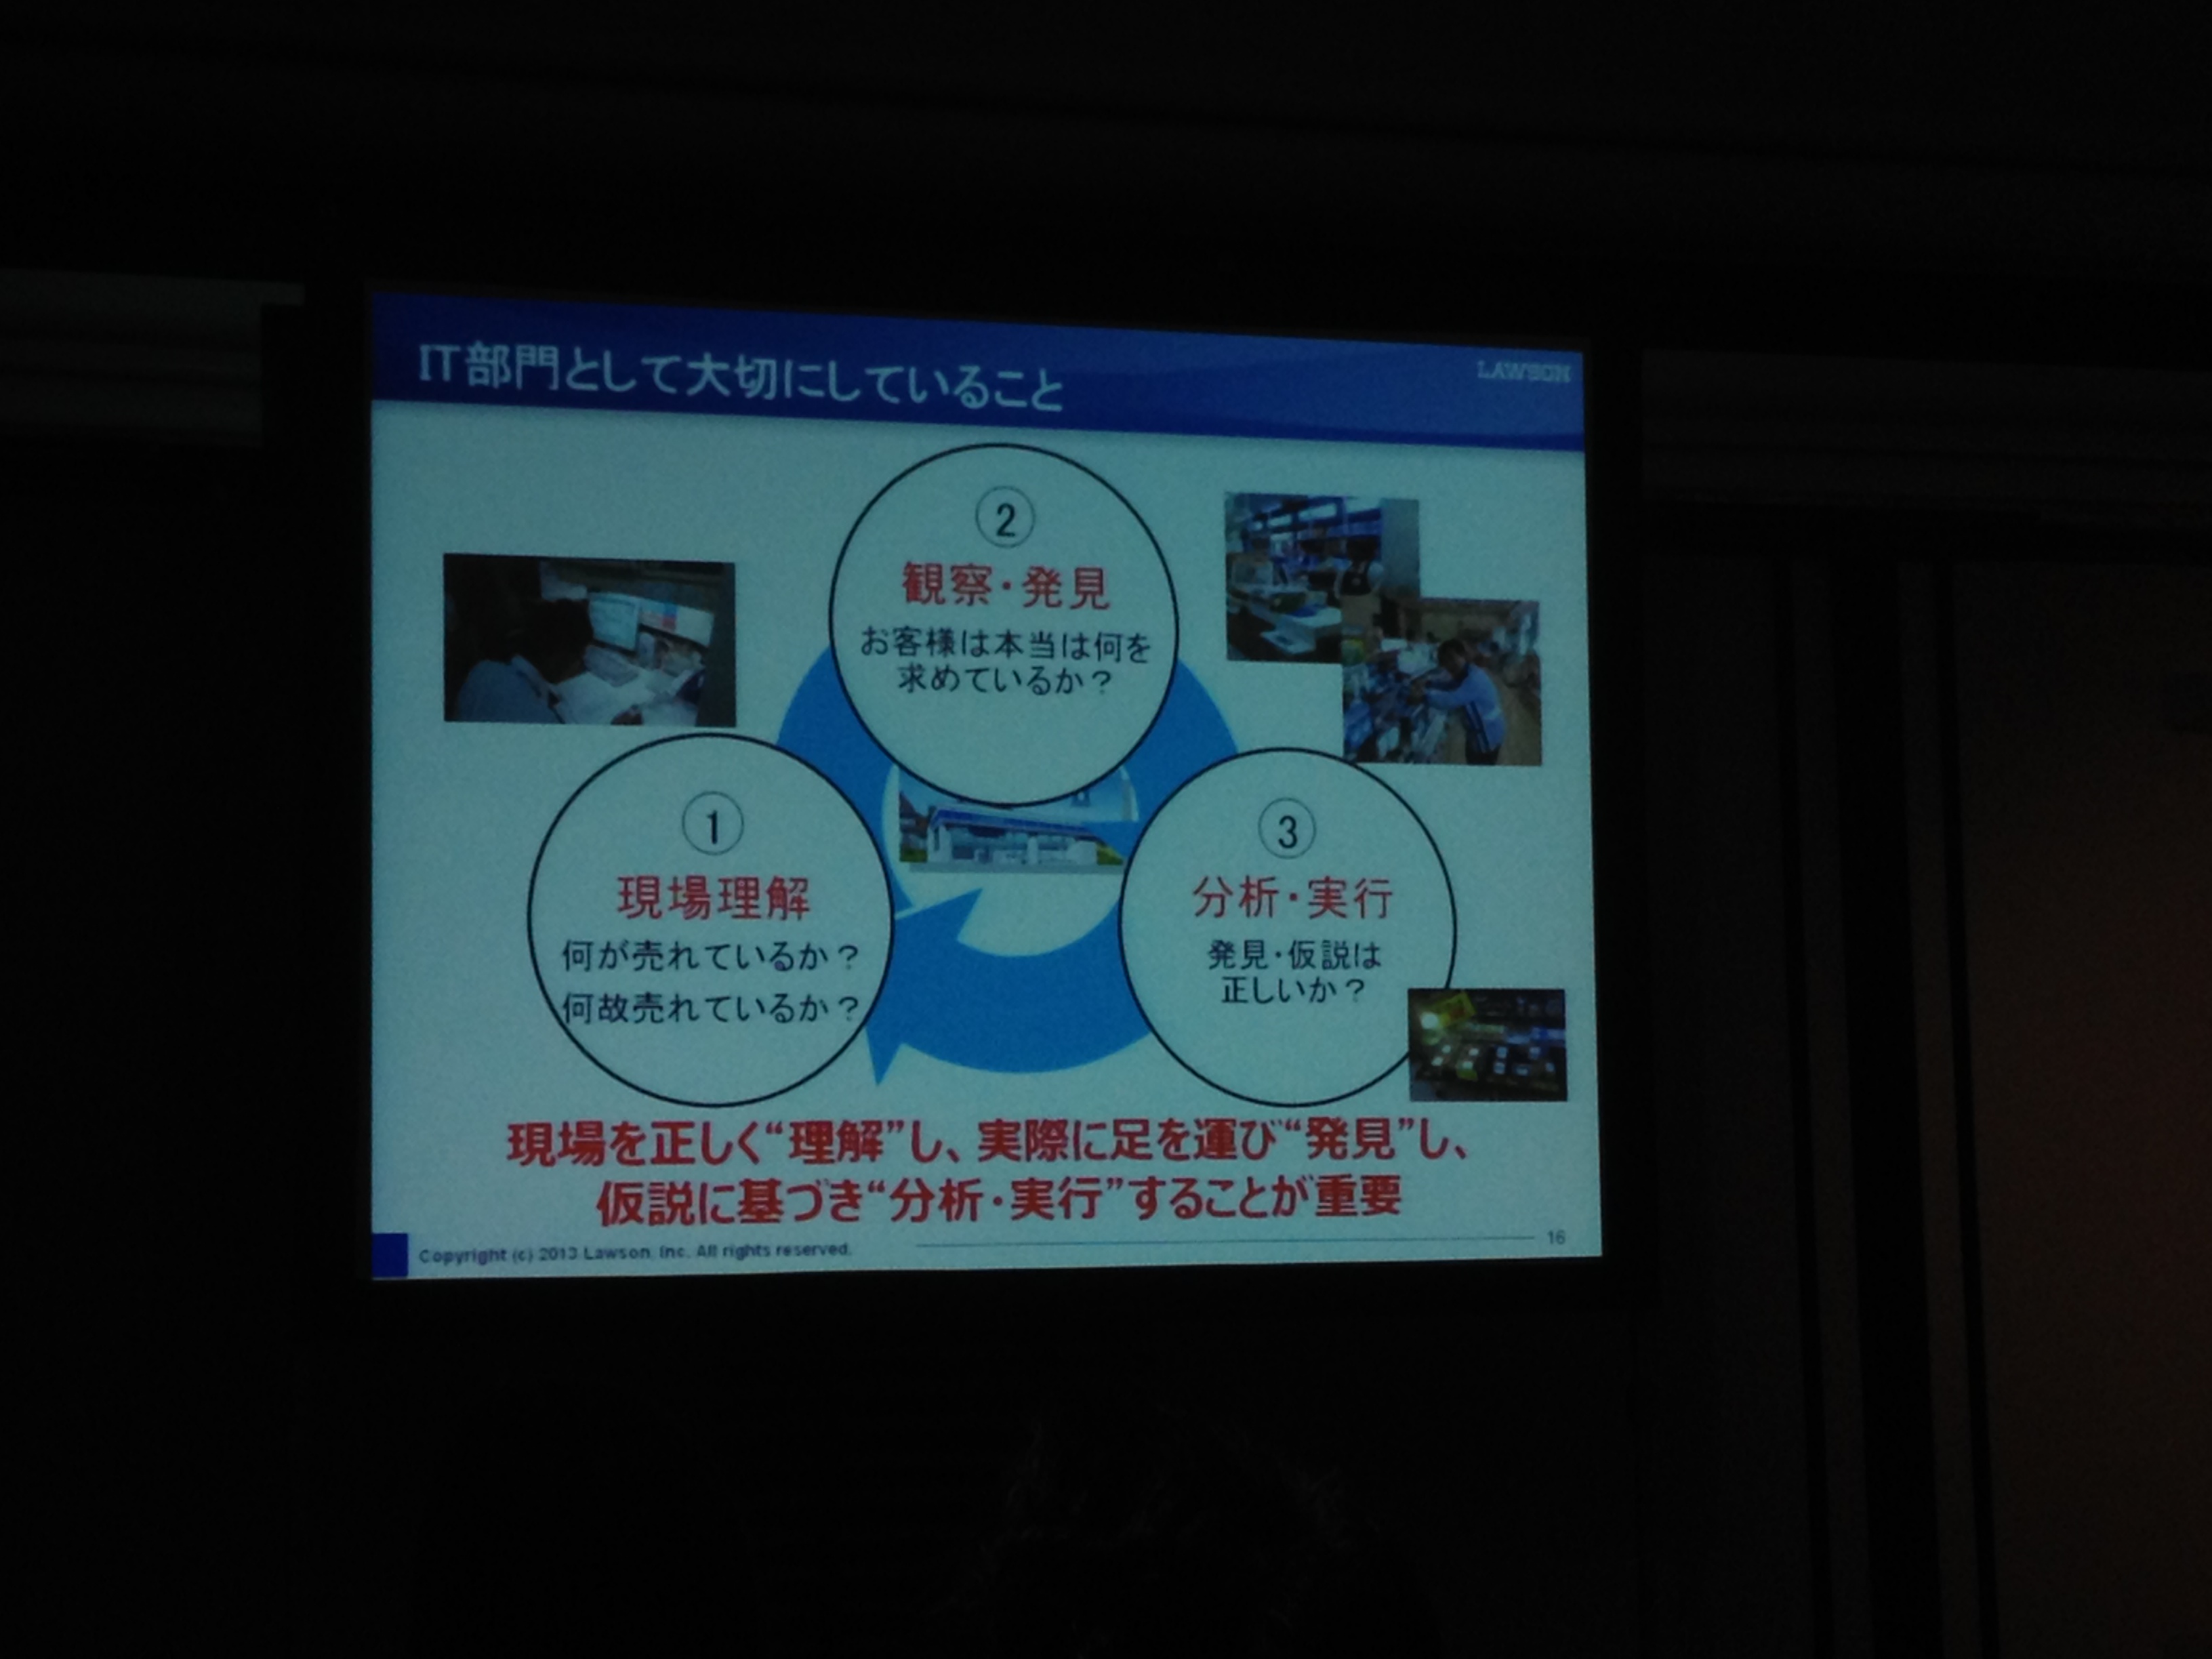 IT部門として大切にしていること
LAWSON
②
観察・発見
お客様は本当は何を
求めているか?
①
現場理解
何が売れているか?
何故売れているか?
③
分析・実行
発見・仮説は
正しいか?
現場を正しく“理解”し、実際に足を運び“発見”し、
仮説に基づき“分析・実行”することが重要
Copyright (c) 2013 Lawson, Inc. All rights reserved.
16